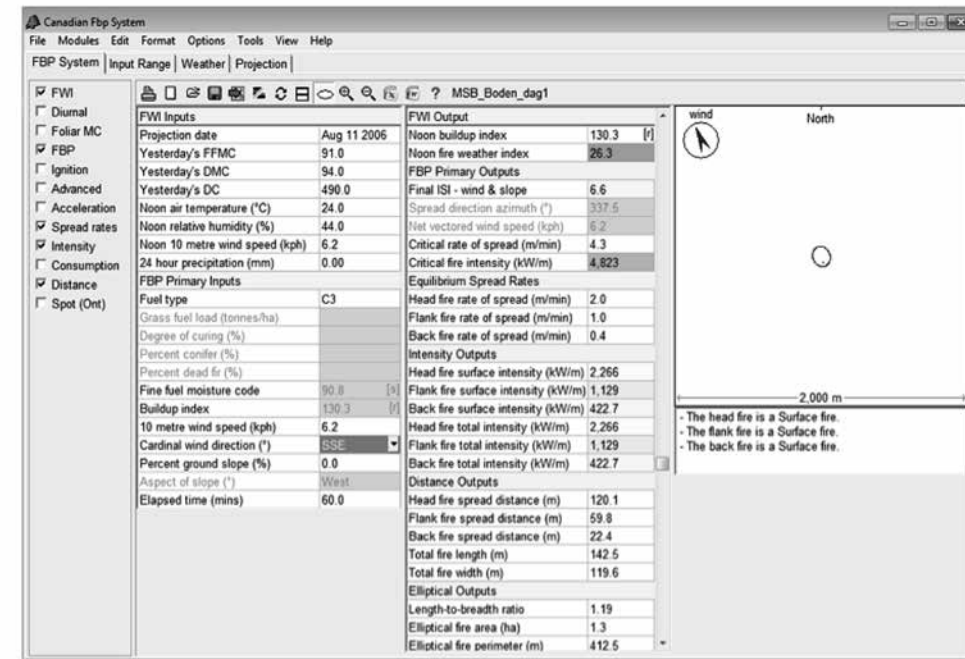 Canadian Fbp System
File Modules Edit Format Options Tools View Help
FBP System Input Range Weather Projection
FWI
Diurnal
Foliar MC
FBP
Ignition
Advanced
Acceleration
Spread rates
Intensity
Consumption
Distance
Spot (Ont)
? MSB_Boden_dag1
FWI Inputs
Projection date Aug 11 2006
Yesterday's FFMC 91.0
Yesterday's DMC 94.0
Yesterday's DC 490.0
Noon air temperature (°C) 24.0
Noon relative humidity (%) 44.0
Noon 10 metre wind speed (kph) 6.2
24 hour precipitation (mm) 0.00
FBP Primary Inputs
Fuel type C3
Grass fuel load (tonnes/ha)
Degree of curing (%)
Percent conifer (%)
Percent dead fir (%)
Fine fuel moisture code 90.8 [s]
Buildup index 130.3 [r]
10 metre wind speed (kph) 6.2
Cardinal wind direction (°) SSE
Percent ground slope (%) 0.0
Aspect of slope (°) West
Elapsed time (mins) 60.0
FWI Output
Noon buildup index 130.3 [r]
Noon fire weather index 26.3
FBP Primary Outputs
Final ISI - wind & slope 6.6
Spread direction azimuth (°) 337.5
Net vectored wind speed (kph) 6.2
Critical rate of spread (m/min) 4.3
Critical fire intensity (kW/m) 4,823
Equilibrium Spread Rates
Head fire rate of spread (m/min) 2.0
Flank fire rate of spread (m/min) 1.0
Back fire rate of spread (m/min) 0.4
Intensity Outputs
Head fire surface intensity (kW/m) 2,266
Flank fire surface intensity (kW/m) 1,129
Back fire surface intensity (kW/m) 422.7
Head fire total intensity (kW/m) 2,266
Flank fire total intensity (kW/m) 1,129
Back fire total intensity (kW/m) 422.7
Distance Outputs
Head fire spread distance (m) 120.1
Flank fire spread distance (m) 59.8
Back fire spread distance (m) 22.4
Total fire length (m) 142.5
Total fire width (m) 119.6
Elliptical Outputs
Length-to-breadth ratio 1.19
Elliptical fire area (ha) 1.3
Elliptical fire perimeter (m) 412.5
wind
North
2,000 m
- The head fire is a Surface fire.
- The flank fire is a Surface fire.
- The back fire is a Surface fire.